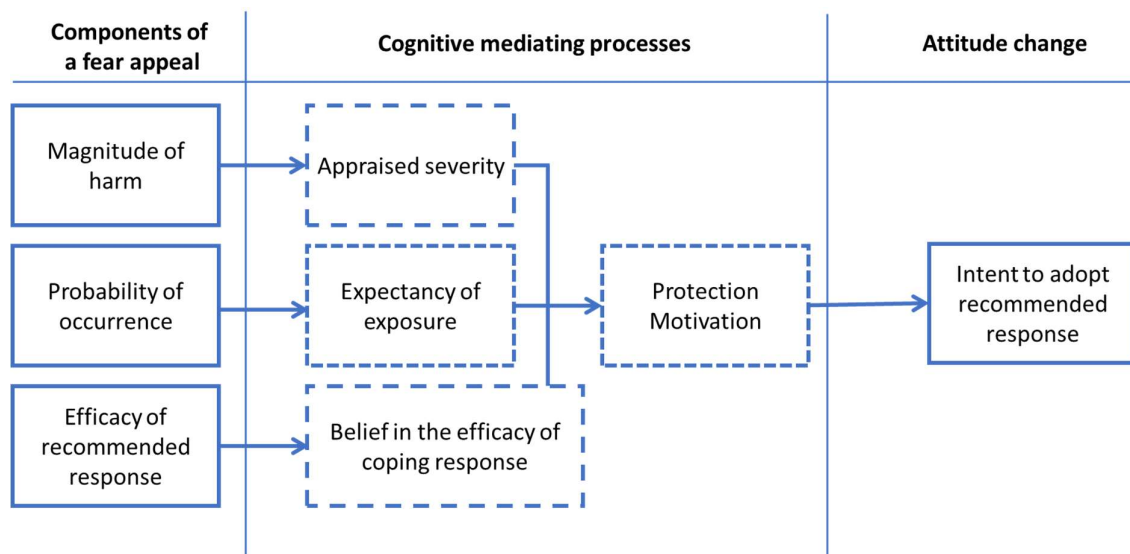 Components of
a fear appeal
Cognitive mediating processes
Attitude change
Magnitude of
harm
Appraised severity
Probability of
occurrence
Expectancy of
exposure
Protection
Motivation
Intent to adopt
recommended
response
Efficacy of
recommended
response
Belief in the efficacy of
coping response